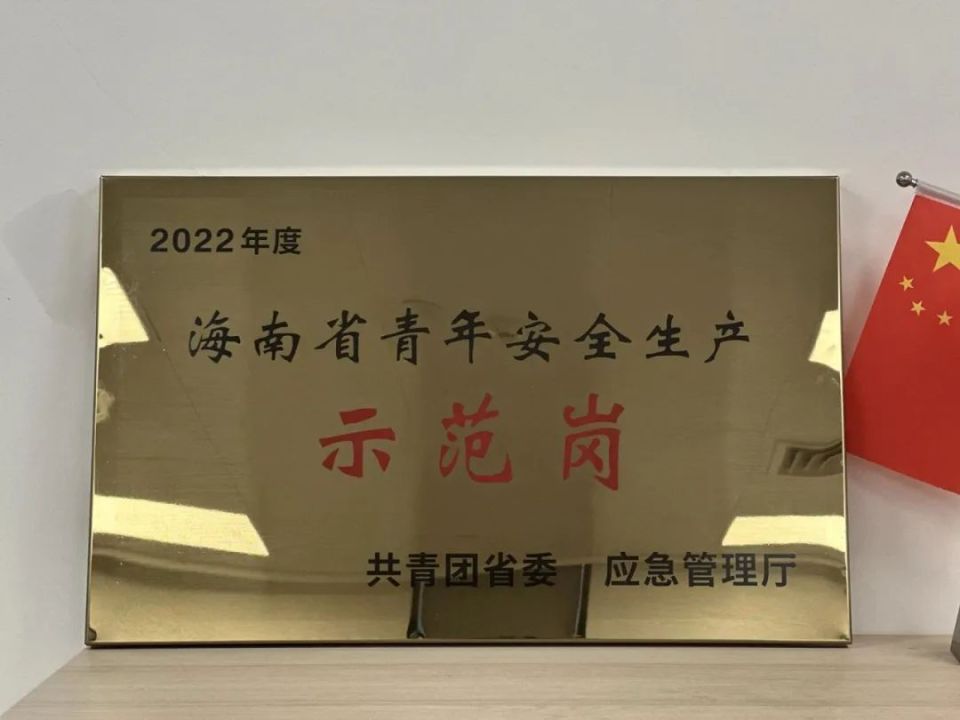 2022年度
海南省青年安全生产
示范岗
共青团省委 应急管理厅